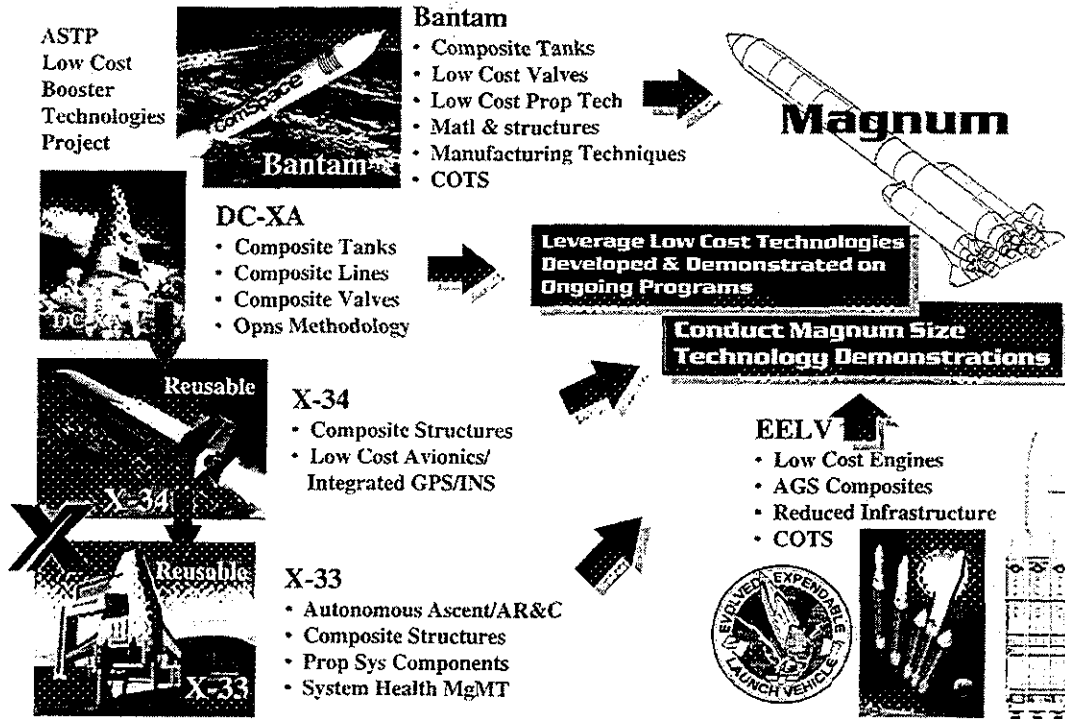 ASTP
Low Cost
Booster
Technologies
Project
ComSpace
Bantam-X
Bantam
• Composite Tanks
• Low Cost Valves
• Low Cost Prop Tech
• Matl & structures
• Manufacturing Techniques
• COTS
Magnum
DC-XA
DC-XA
• Composite Tanks
• Composite Lines
• Composite Valves
• Opns Methodology
Leverage Low Cost Technologies
Developed & Demonstrated on
Ongoing Programs
Conduct Magnum Size
Technology Demonstrations
Reusable
X-34
X-34
• Composite Structures
• Low Cost Avionics/
Integrated GPS/INS
X
Reusable
X-33
X-33
• Autonomous Ascent/AR&C
• Composite Structures
• Prop Sys Components
• System Health MgMT
EELV
• Low Cost Engines
• AGS Composites
• Reduced Infrastructure
• COTS
EVOLVED EXPENDABLE
LAUNCH VEHICLE